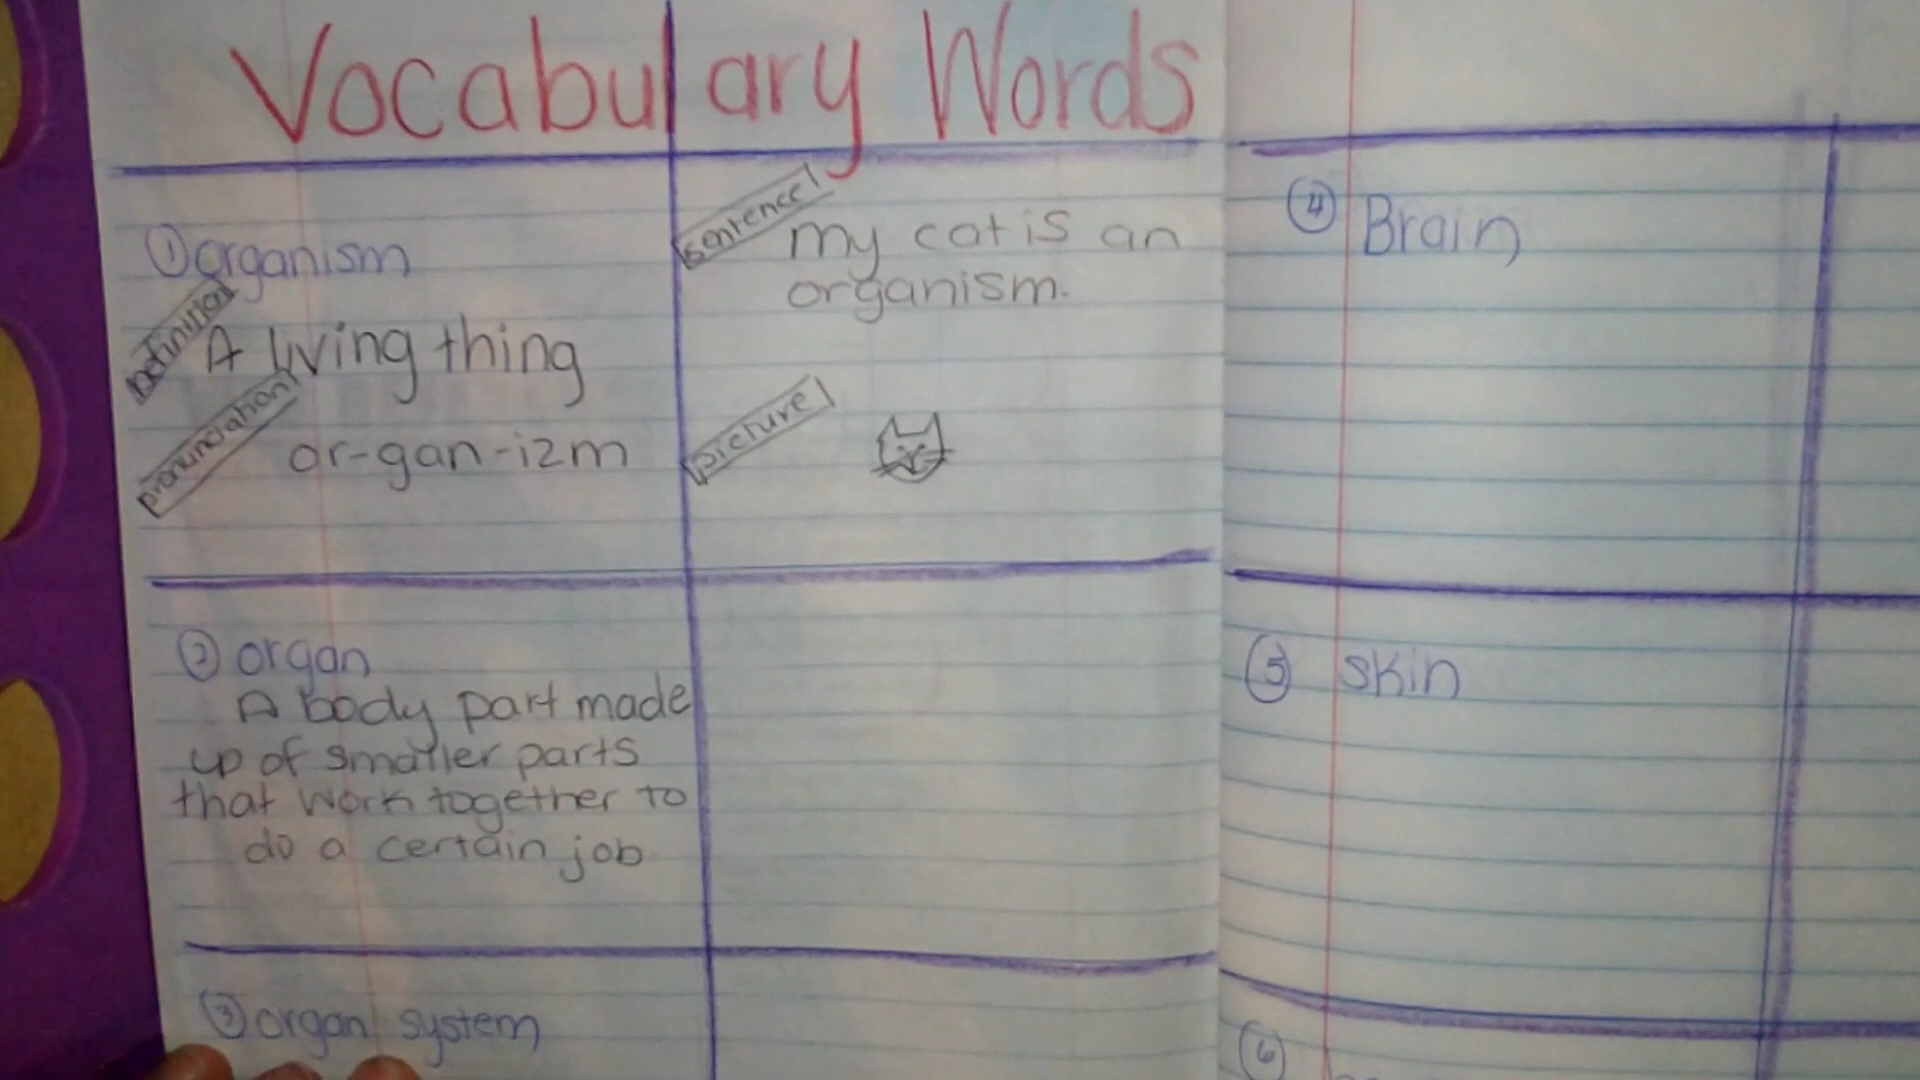 Vocabulary Words
① organism
Definition
A living thing
pronunciation
or-gan-izm
sentence
my cat is an
organism.
picture
② organ
A body part made
up of smaller parts
that work together to
do a certain job.
③ organ system
④ Brain
⑤ skin
⑥